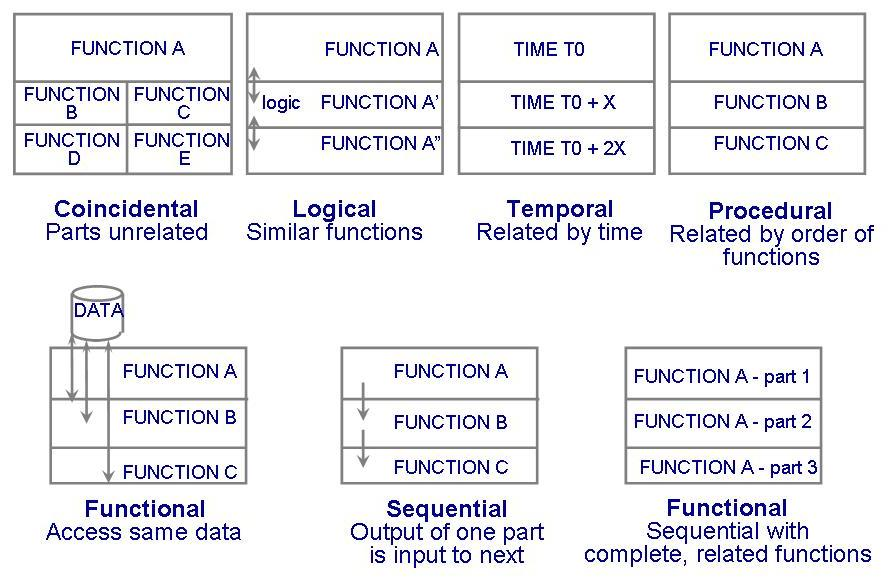 FUNCTION A
FUNCTION B
FUNCTION C
FUNCTION D
FUNCTION E
Coincidental
Parts unrelated
FUNCTION A
logic
FUNCTION A'
FUNCTION A"
Logical
Similar functions
TIME T0
TIME T0 + X
TIME T0 + 2X
Temporal
Related by time
FUNCTION A
FUNCTION B
FUNCTION C
Procedural
Related by order of
functions
DATA
FUNCTION A
FUNCTION B
FUNCTION C
Functional
Access same data
FUNCTION A
FUNCTION B
FUNCTION C
Sequential
Output of one part
is input to next
FUNCTION A - part 1
FUNCTION A - part 2
FUNCTION A - part 3
Functional
Sequential with
complete, related functions